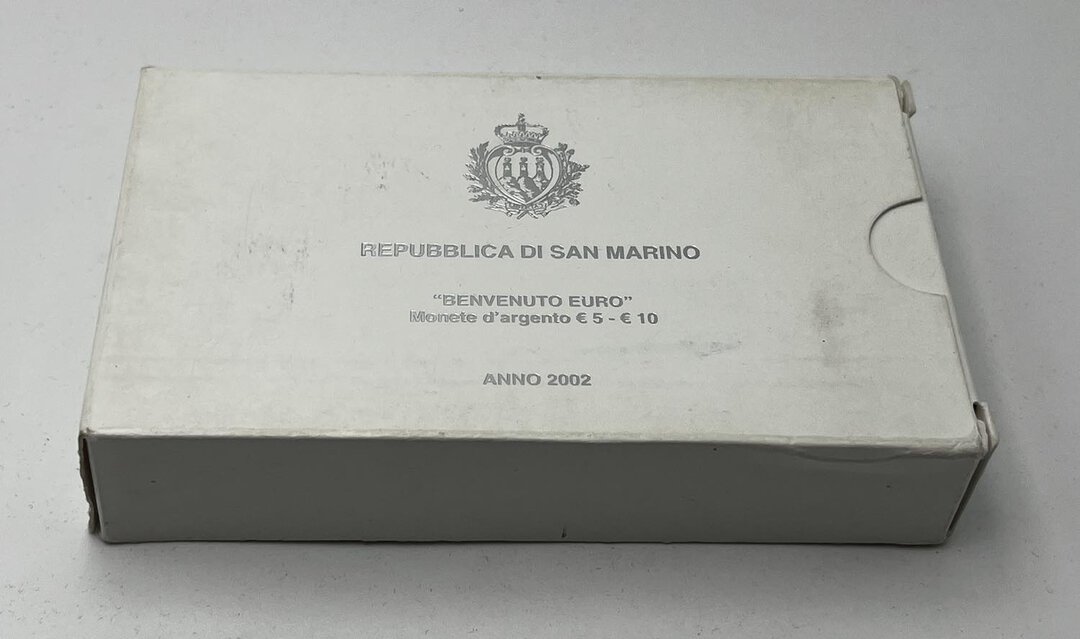 REPUBBLICA DI SAN MARINO
“BENVENUTO EURO”
Monete d’argento € 5 - € 10
ANNO 2002